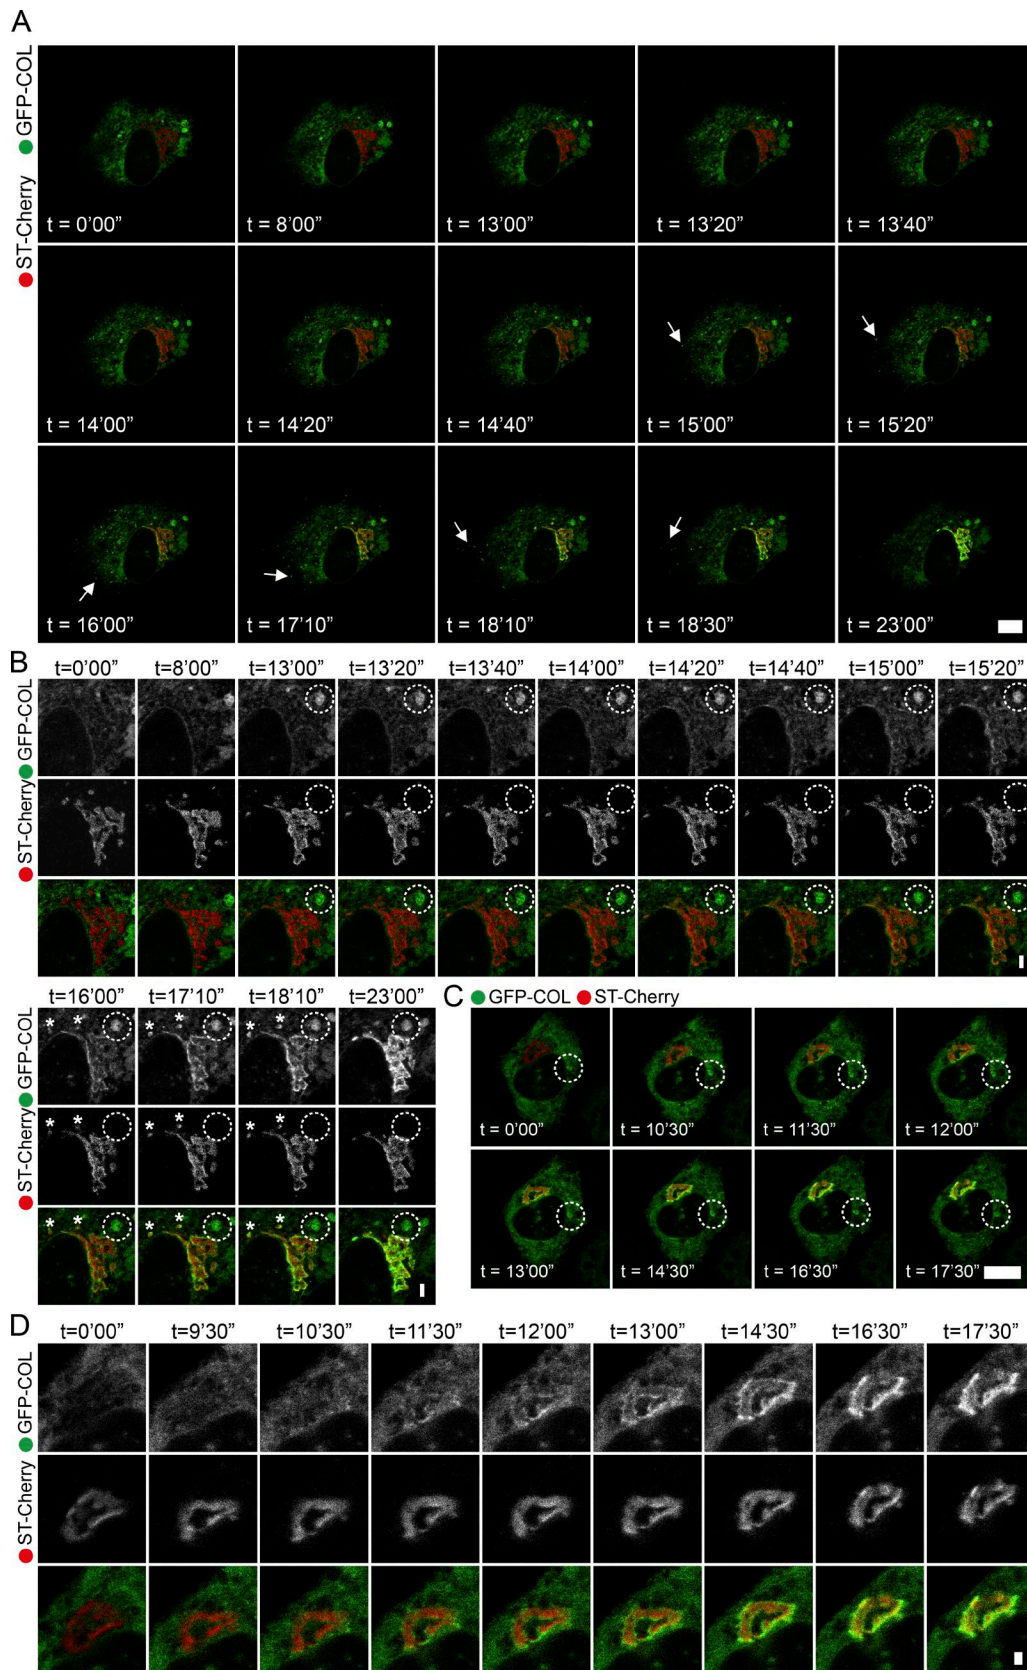 A
GFP-COL
ST-Cherry
t = 0’00”
t = 8’00”
t = 13’00”
t = 13’20”
t = 13’40”
t = 14’00”
t = 14’20”
t = 14’40”
t = 15’00”
t = 15’20”
t = 16’00”
t = 17’10”
t = 18’10”
t = 18’30”
t = 23’00”
B
t=0’00” t=8’00” t=13’00” t=13’20” t=13’40” t=14’00” t=14’20” t=14’40” t=15’00” t=15’20”
GFP-COL
ST-Cherry
t=16’00” t=17’10” t=18’10” t=23’00”
GFP-COL
ST-Cherry
* * * * * *
* * * * * *
* * * * * *
C GFP-COL ST-Cherry
t = 0’00”
t = 10’30”
t = 11’30”
t = 12’00”
t = 13’00”
t = 14’30”
t = 16’30”
t = 17’30”
D
t=0’00” t=9’30” t=10’30” t=11’30” t=12’00” t=13’00” t=14’30” t=16’30” t=17’30”
GFP-COL
ST-Cherry